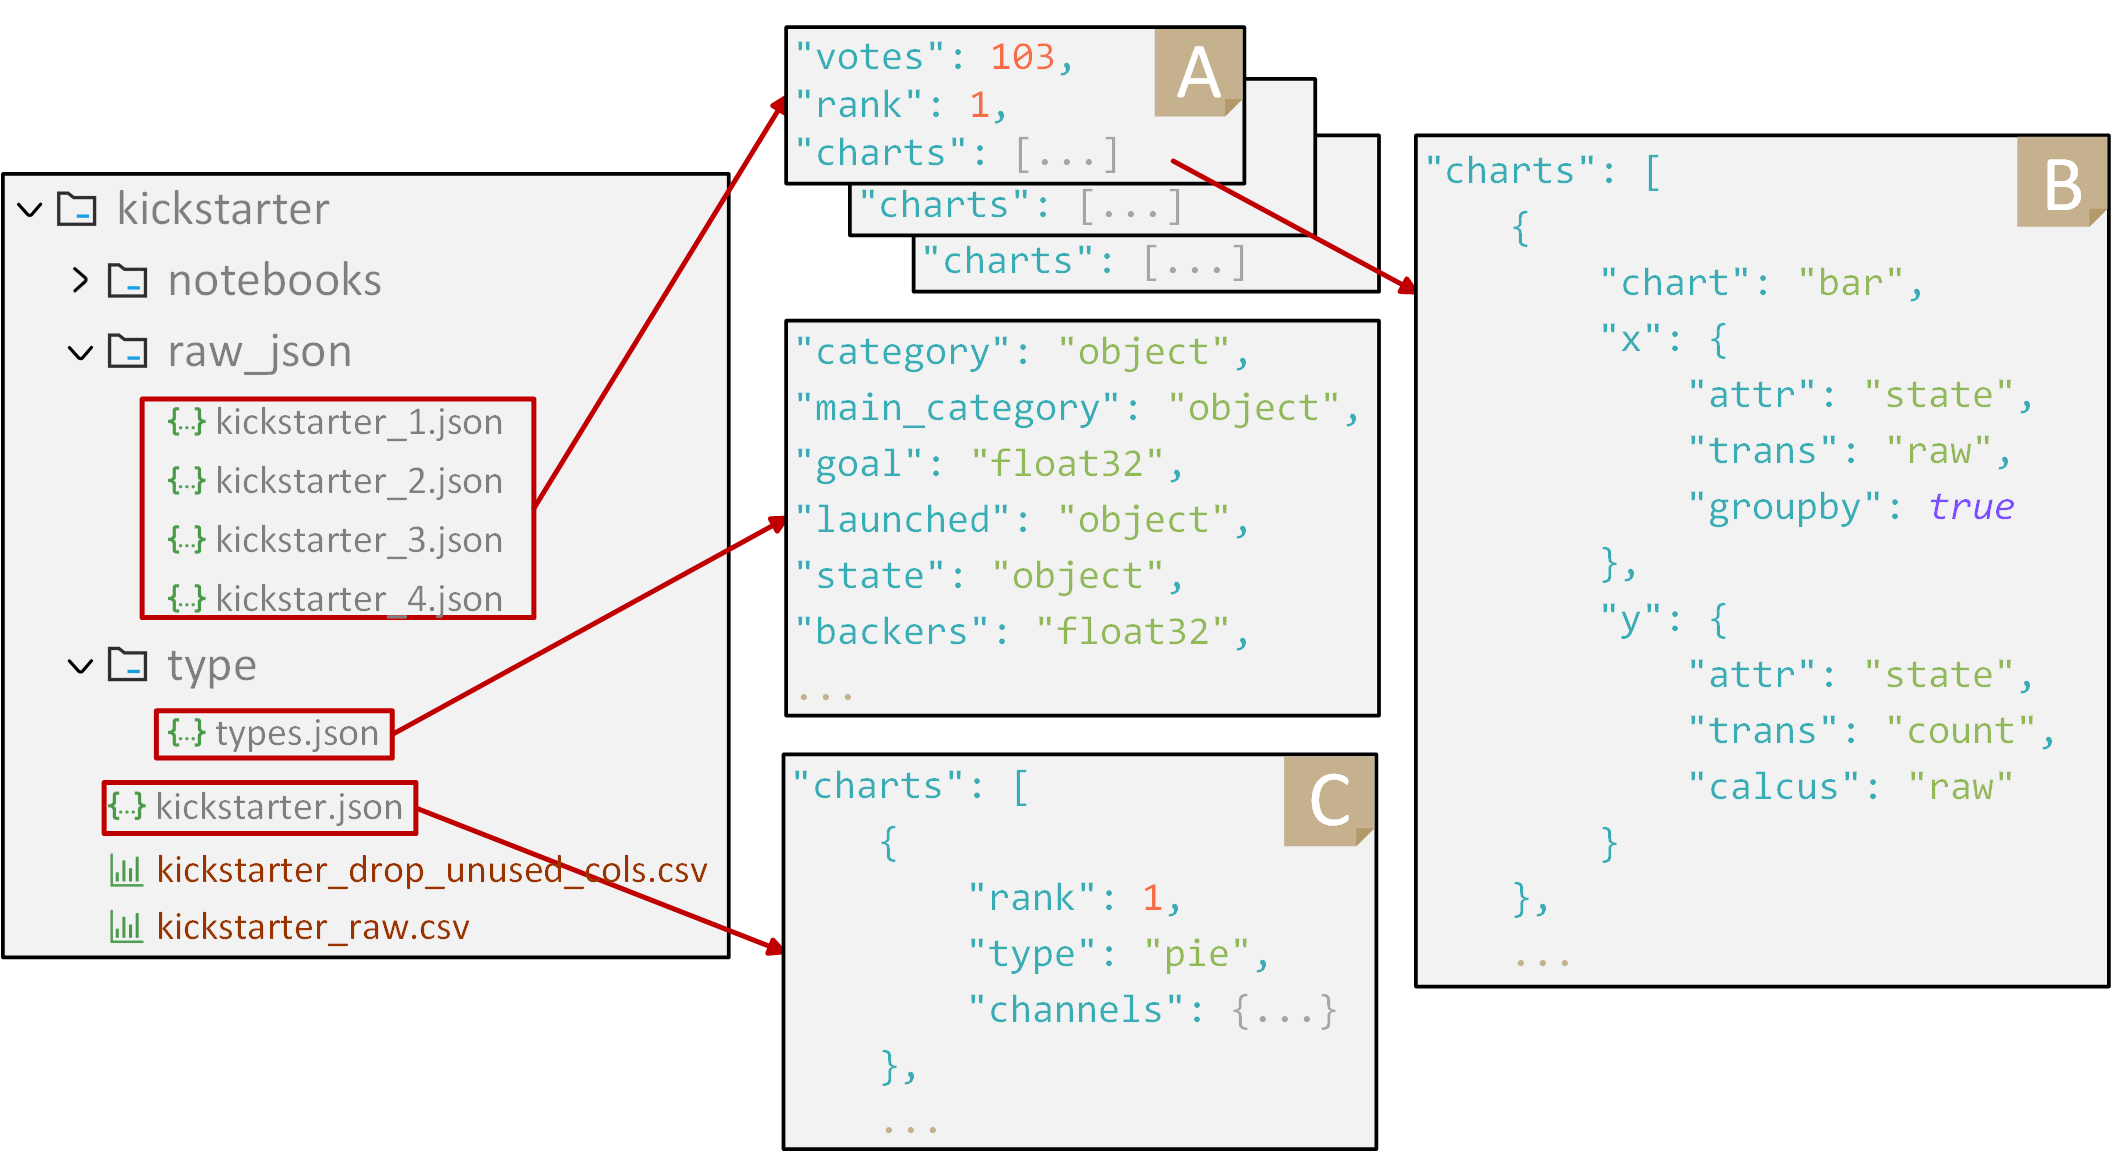 kickstarter
notebooks
raw_json
{...} kickstarter_1.json
{...} kickstarter_2.json
{...} kickstarter_3.json
{...} kickstarter_4.json
type
{...} types.json
{...} kickstarter.json
kickstarter_drop_unused_cols.csv
kickstarter_raw.csv
A
"votes": 103,
"rank": 1,
"charts": [...]
"charts": [...]
"charts": [...]
"category": "object",
"main_category": "object",
"goal": "float32",
"launched": "object",
"state": "object",
"backers": "float32",
...
C
"charts": [
{
"rank": 1,
"type": "pie",
"channels": {...}
},
...
B
"charts": [
{
"chart": "bar",
"x": {
"attr": "state",
"trans": "raw",
"groupby": true
},
"y": {
"attr": "state",
"trans": "count",
"calcus": "raw"
}
},
...